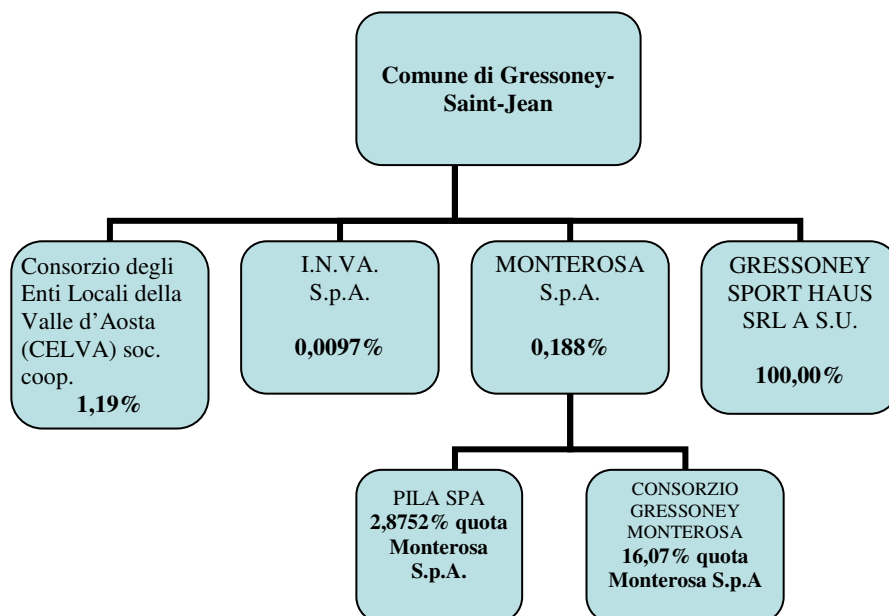 Comune di Gressoney-
Saint-Jean
Consorzio degli
Enti Locali della
Valle d'Aosta
(CELVA) soc.
coop.
1,19%
I.N.VA.
S.p.A.
0,0097%
MONTEROSA
S.p.A.
0,188%
GRESSONEY
SPORT HAUS
SRL A S.U.
100,00%
PILA SPA
2,8752% quota
Monterosa
S.p.A.
CONSORZIO
GRESSONEY
MONTEROSA
16,07% quota
Monterosa S.p.A